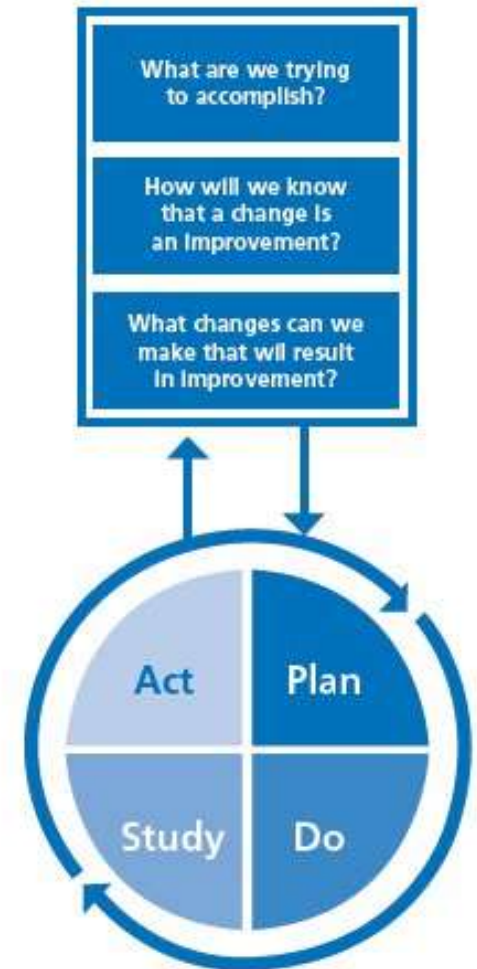 What are we trying
to accomplish?
How will we know
that a change is
an improvement?
What changes can we
make that will result
in improvement?
Act
Plan
Study
Do